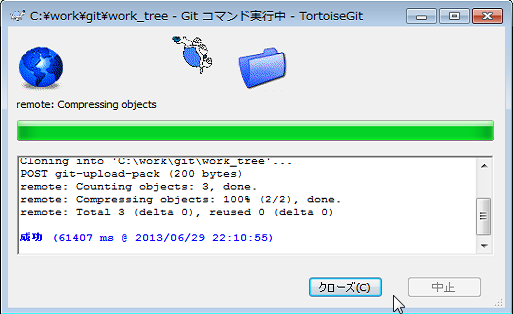 C:¥work¥git¥work_tree - Git コマンド実行中 - TortoiseGit
remote: Compressing objects
Cloning into 'C:\work\git\work_tree'...
POST git-upload-pack (200 bytes)
remote: Counting objects: 3, done.
remote: Compressing objects: 100% (2/2), done.
remote: Total 3 (delta 0), reused 0 (delta 0)
成功 (61407 ms @ 2013/06/29 22:10:55)
クローズ(C)
中止